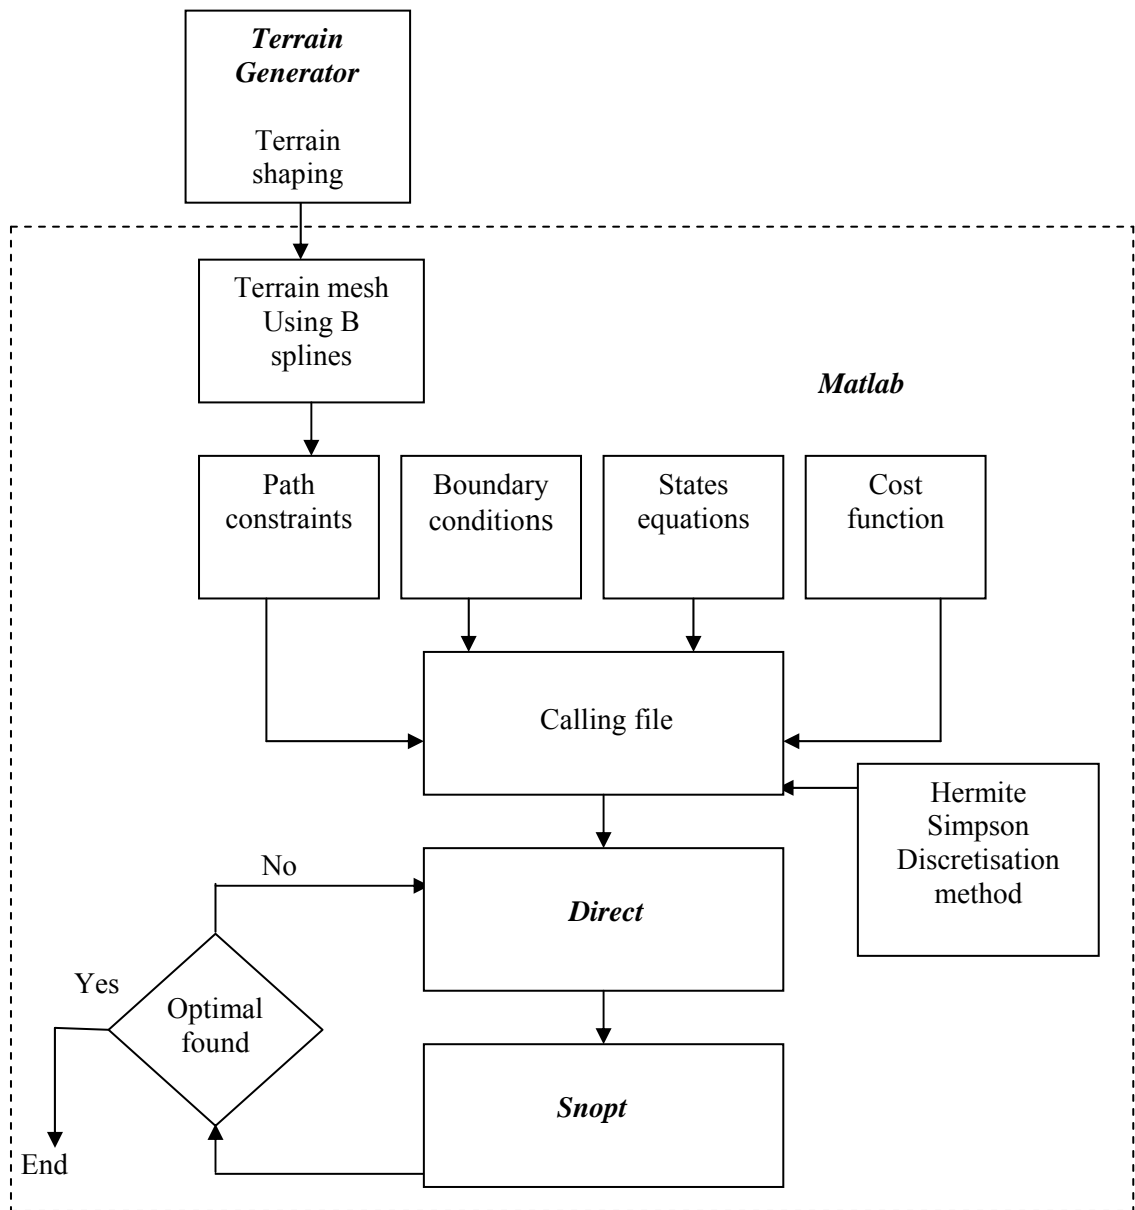 Terrain
Generator
Terrain
shaping
Terrain mesh
Using B
splines
Matlab
Path
constraints
Boundary
conditions
States
equations
Cost
function
Calling file
Hermite
Simpson
Discretisation
method
No
Direct
Yes
Optimal
found
Snopt
End